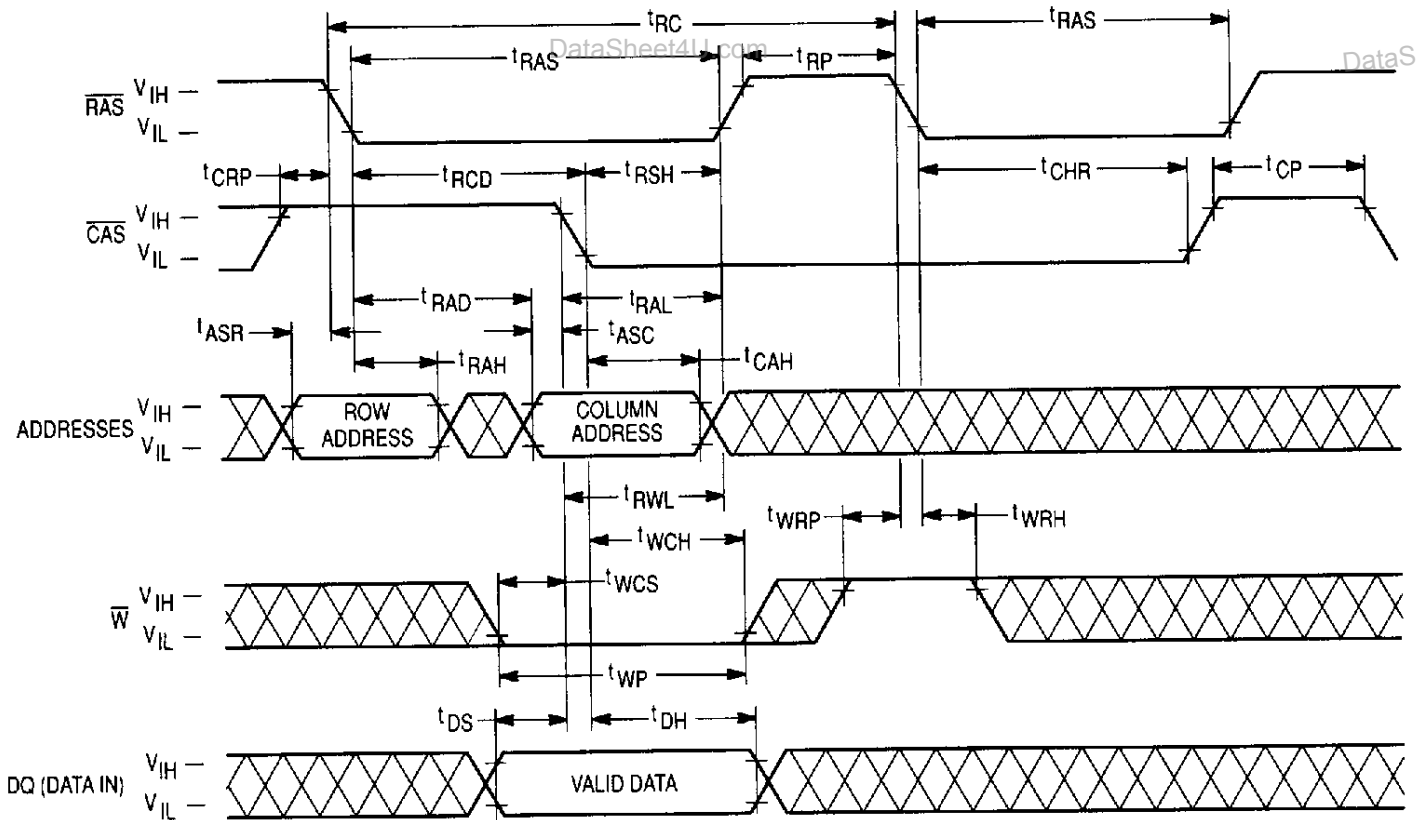 tRC
tRAS
DataSheet4U.com
tRAS
tRP
DataS
RAS
VIH
VIL
tCRP
tRCD
tRSH
tCHR
tCP
CAS
VIH
VIL
tRAD
tRAL
tASR
tASC
tRAH
tCAH
ADDRESSES
VIH
VIL
ROW
ADDRESS
COLUMN
ADDRESS
tRWL
tWRP
tWRH
tWCH
tWCS
W
VIH
VIL
tWP
tDS
tDH
DQ (DATA IN)
VIH
VIL
VALID DATA